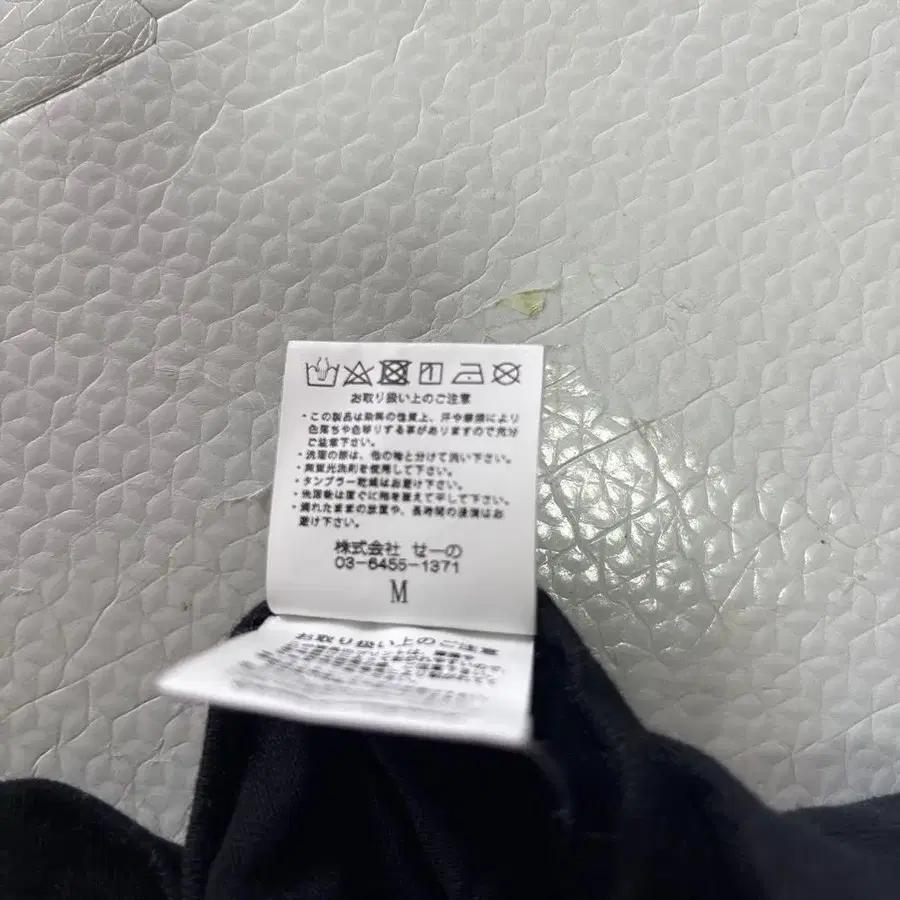 お取り扱い上のご注意
・この製品は染料の性質上、汗や摩擦により
色落ちや色移りする事がありますので充分
ご注意下さい。
・洗濯の際は、他の物と分けて洗い下さい。
・無蛍光洗剤を使用して下さい。
・タンブラー乾燥はお避け下さい。
・洗濯後は直ぐに形を整えて干して下さい。
・濡れたままの放置や、長時間の浸漬はお
避け下さい。
株式会社 せーの
03-6455-1371
M
お取り扱い上のご注意